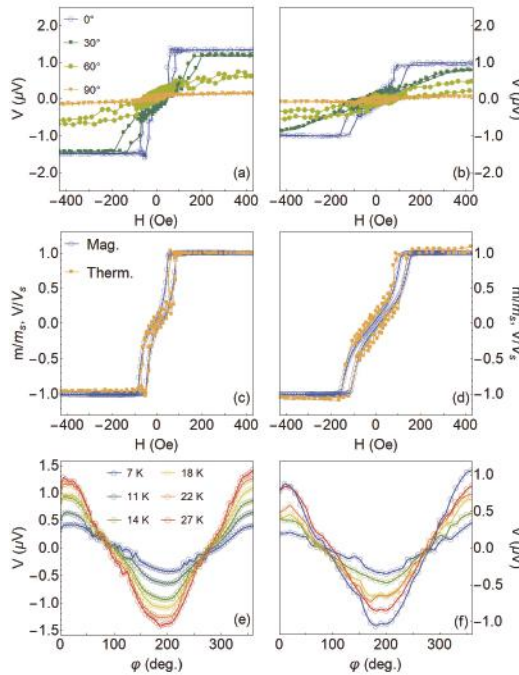 0°
30°
60°
90°
V (μV)
2.0
1.0
0.0
−1.0
−2.0
(a)
−400
−200
0
200
400
H (Oe)
(b)
−400
−200
0
200
400
H (Oe)
2.0
1.0
0.0
−1.0
−2.0
V (μV)
Mag.
Therm.
m/ms, V/Vs
1.0
0.5
0.0
−0.5
−1.0
(c)
−400
−200
0
200
400
H (Oe)
(d)
−400
−200
0
200
400
H (Oe)
1.0
0.5
0.0
−0.5
−1.0
m/ms, V/Vs
7 K
18 K
11 K
22 K
14 K
27 K
V (μV)
1.5
1.0
0.5
0.0
−0.5
−1.0
−1.5
(e)
0
100
200
300
φ (deg.)
(f)
0
100
200
300
φ (deg.)
1.0
0.5
0.0
−0.5
−1.0
V (μV)